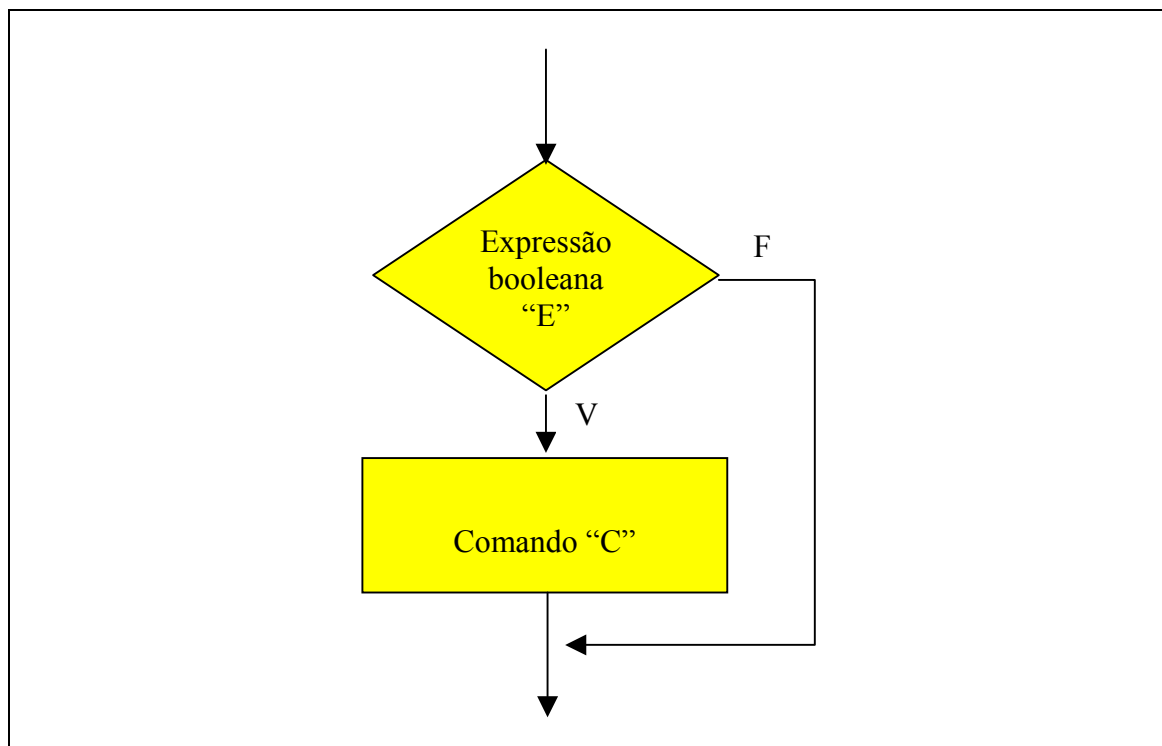 Expressão
booleana
“E”
F
V
Comando “C”